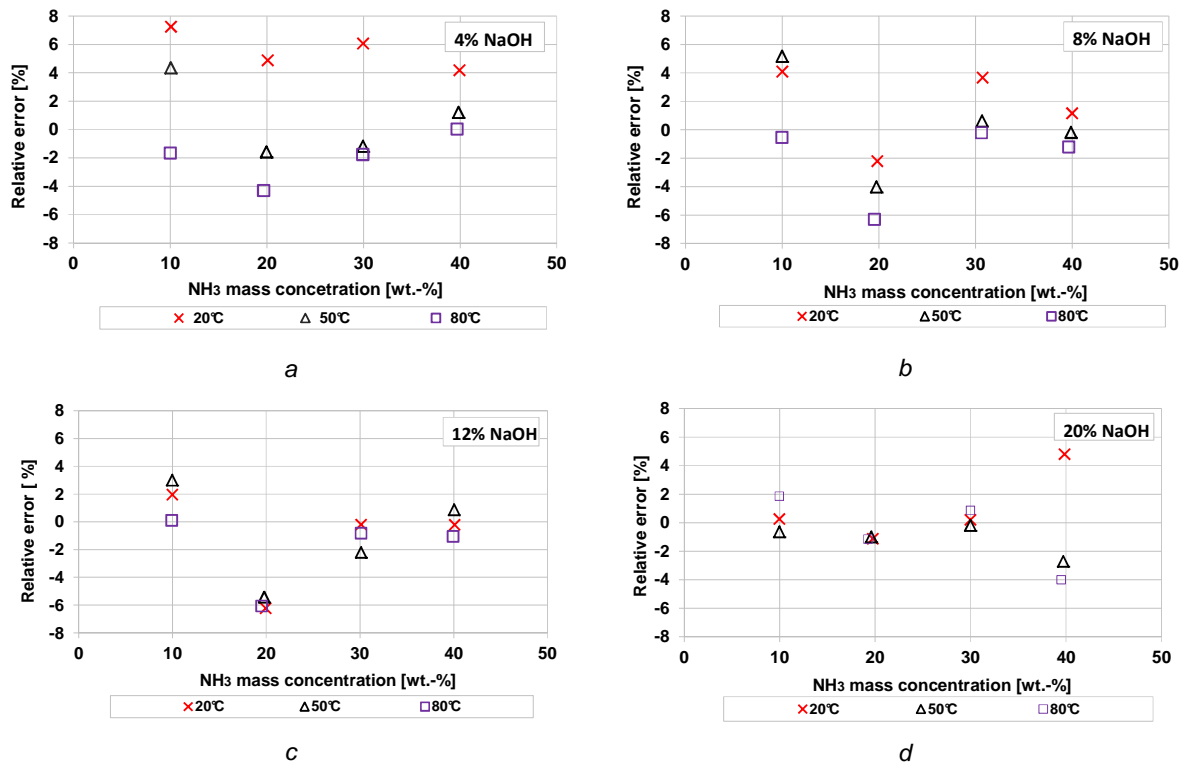 8
6
4
2
0
-2
-4
-6
-8
Relative error [%]
4% NaOH
0 10 20 30 40 50
NH3 mass concetration [wt.-%]
20℃ 50℃ 80℃
a
8
6
4
2
0
-2
-4
-6
-8
Relative error [%]
8% NaOH
0 10 20 30 40 50
NH3 mass concentration [wt.-%]
20℃ 50℃ 80℃
b
8
6
4
2
0
-2
-4
-6
-8
Relative error [ %]
12% NaOH
0 10 20 30 40 50
NH3 mass concentration [wt.-%]
20℃ 50℃ 80℃
c
8
6
4
2
0
-2
-4
-6
-8
Relative error [%]
20% NaOH
0 10 20 30 40 50
NH3 mass concentration [wt.-%]
20℃ 50℃ 80℃
d